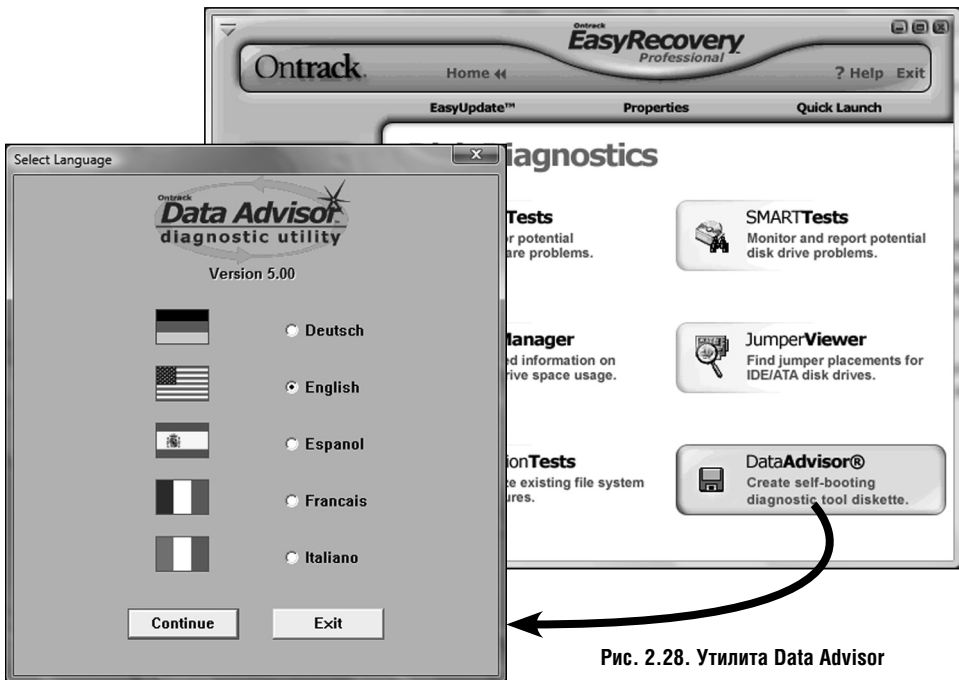 Ontrack
EasyRecovery
Professional
Ontrack.
Home
? Help Exit
EasyUpdate™ Properties Quick Launch
agnostics
Tests
potential
are problems.
SMARTTests
Monitor and report potential
disk drive problems.
Manager
ed information on
rive space usage.
JumperViewer
Find jumper placements for
IDE/ATA disk drives.
ionTests
ze existing file system
ures.
DataAdvisor®
Create self-booting
diagnostic tool diskette.
Select Language
x
Ontrack
Data Advisor
diagnostic utility
Version 5.00
Deutsch
English
Espanol
Francais
Italiano
Continue Exit
Рис. 2.28. Утилита Data Advisor